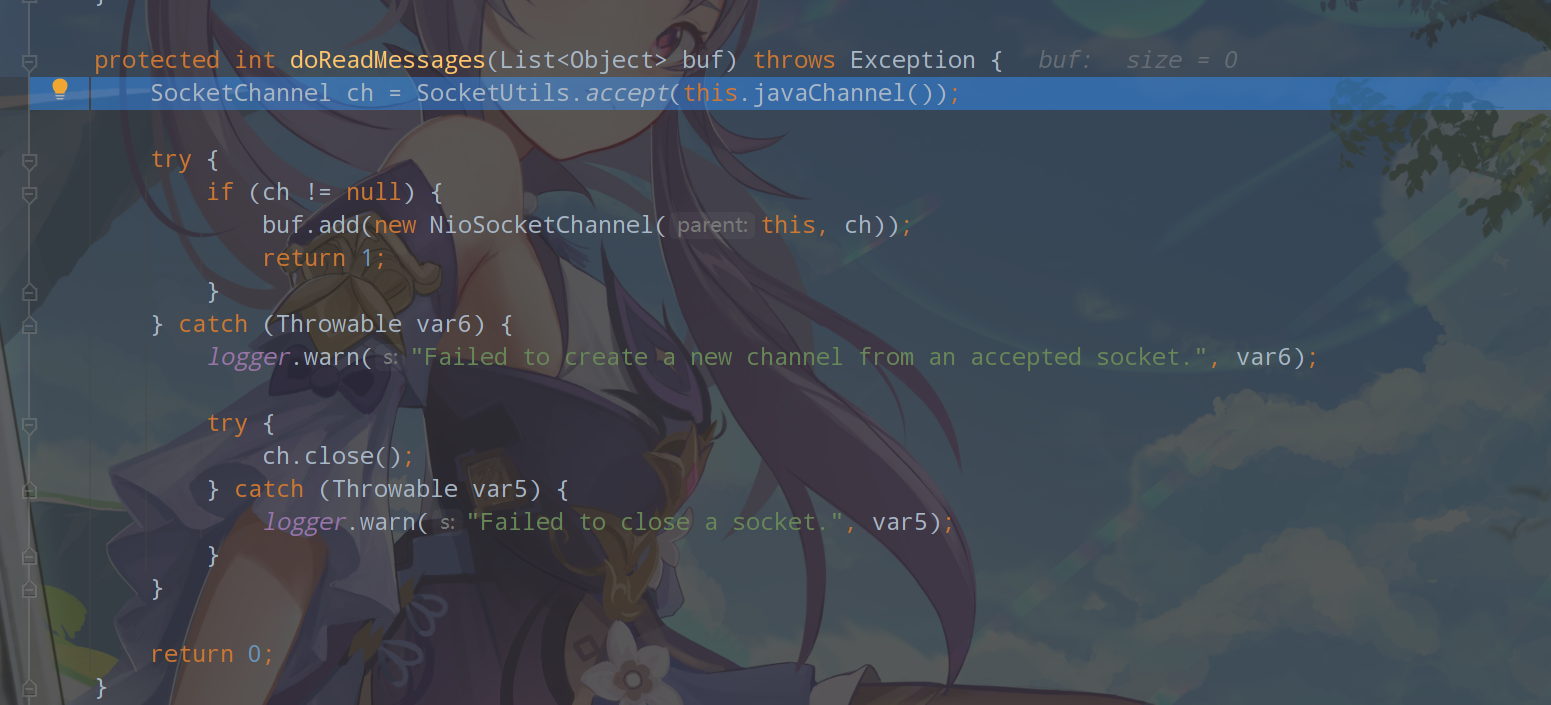 }
protected int doReadMessages(List<Object> buf) throws Exception {   buf:  size = 0
SocketChannel ch = SocketUtils.accept(this.javaChannel());
try {
if (ch != null) {
buf.add(new NioSocketChannel( parent: this, ch));
return 1;
}
} catch (Throwable var6) {
logger.warn( s: "Failed to create a new channel from an accepted socket.", var6);
try {
ch.close();
} catch (Throwable var5) {
logger.warn( s: "Failed to close a socket.", var5);
}
}
return 0;
}